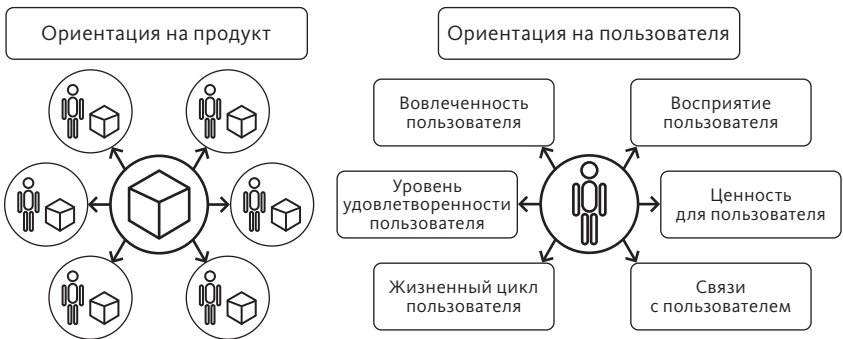 Ориентация на продукт
Ориентация на пользователя
Вовлеченность
пользователя
Восприятие
пользователя
Уровень
удовлетворенности
пользователя
Ценность
для пользователя
Жизненный цикл
пользователя
Связи
с пользователем